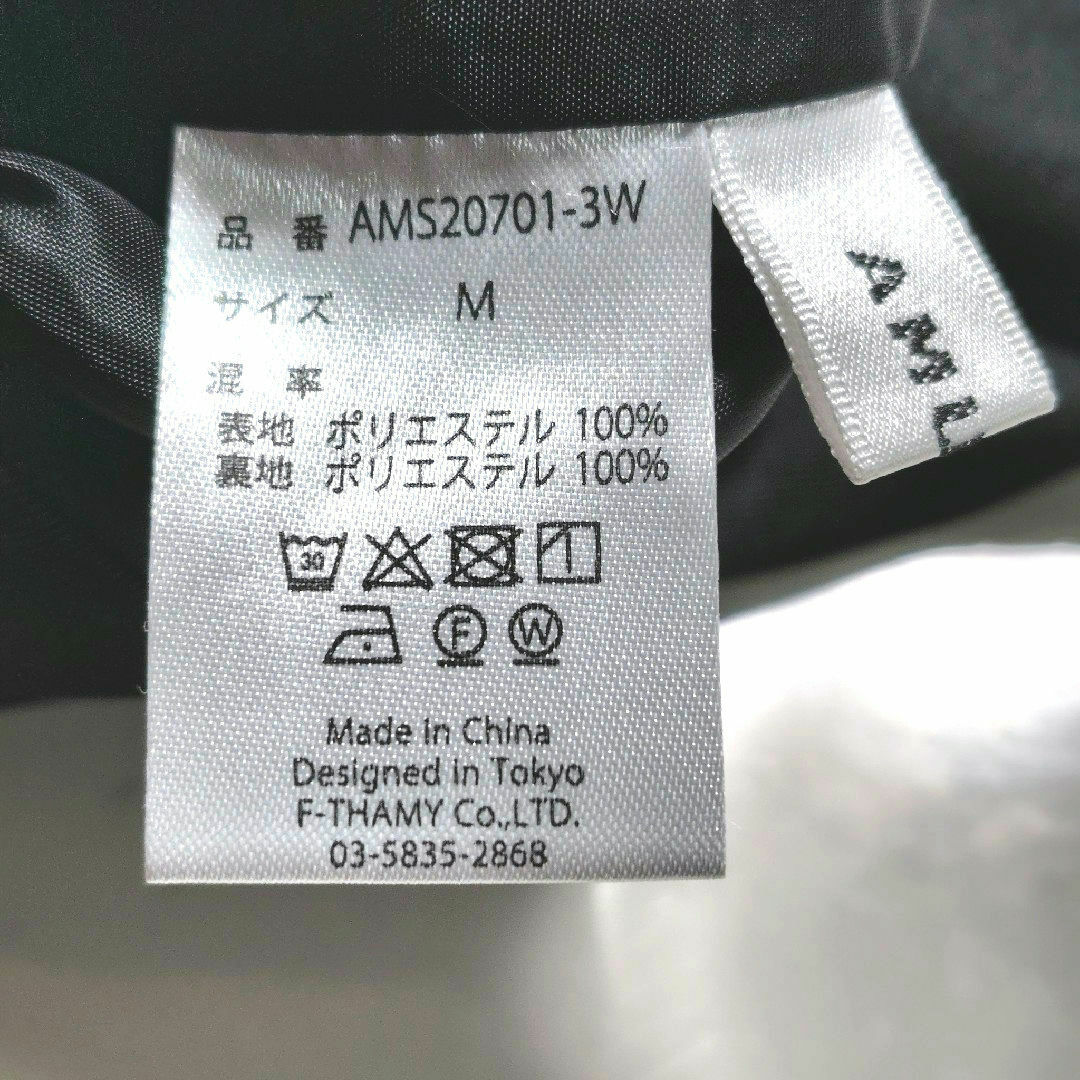 品番 AMS20701-3W
サイズ M
混率
表地 ポリエステル 100%
裏地 ポリエステル 100%
30
F W
Made in China
Designed in Tokyo
F-THAMY Co.,LTD.
03-5835-2868